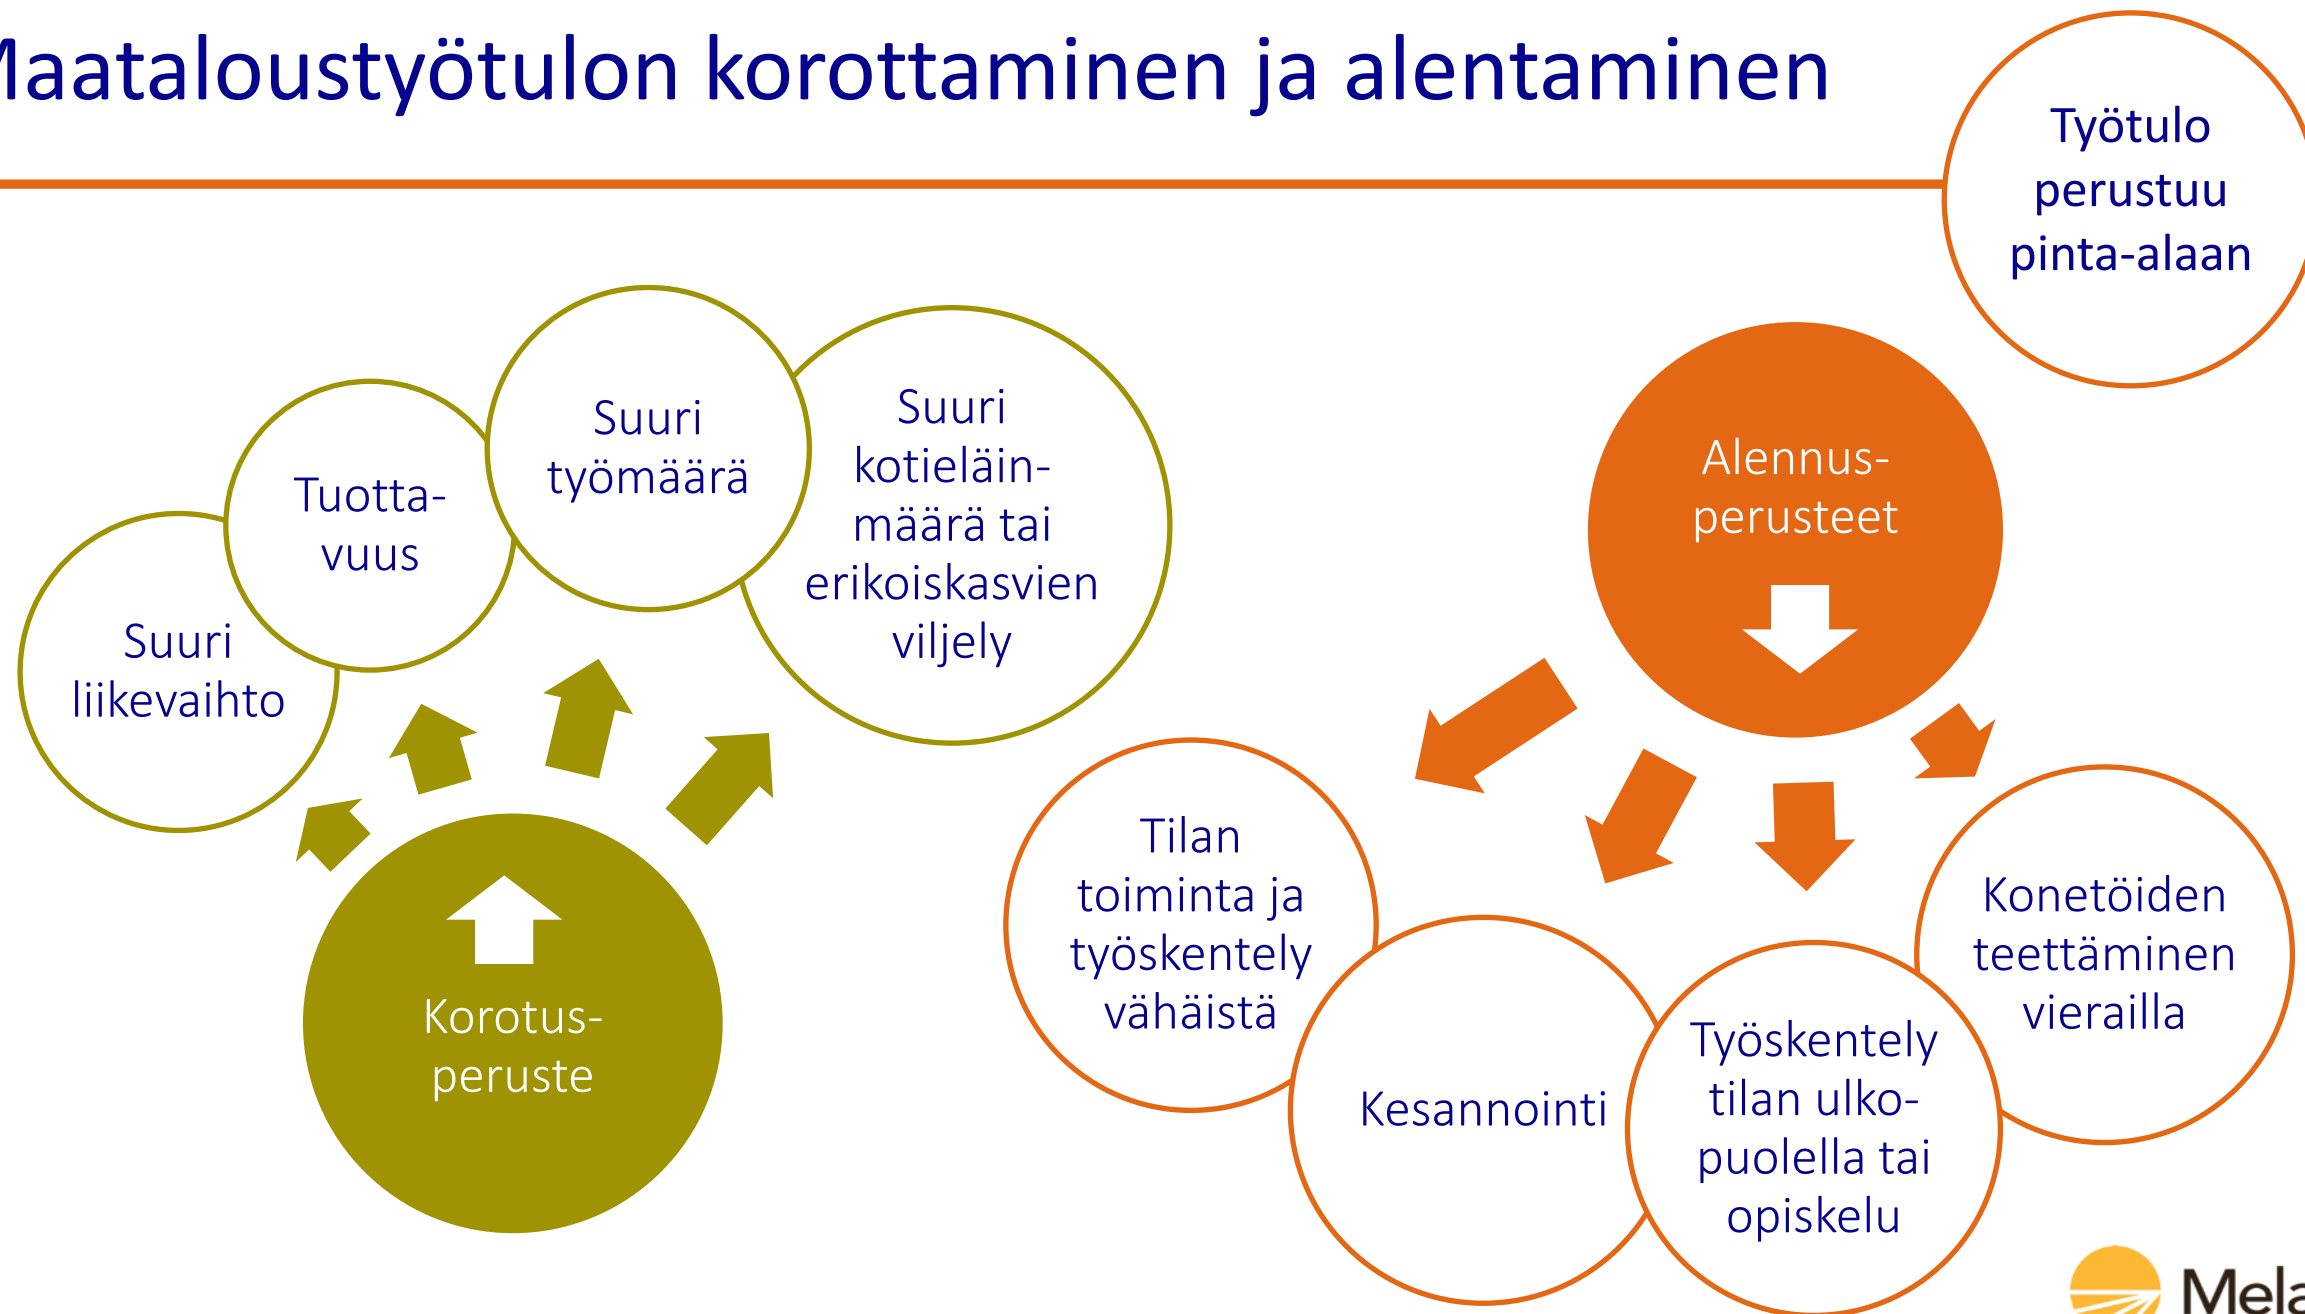 Maataloustyötulon korottaminen ja alentaminen
Työtulo
perustuu
pinta-alaan
Suuri
liikevaihto
Tuotta-
vuus
Suuri
työmäärä
Suuri
kotieläin-
määrä tai
erikoiskasvien
viljely
Korotus-
peruste
Alennus-
perusteet
Tilan
toiminta ja
työskentely
vähäistä
Kesannointi
Työskentely
tilan ulko-
puolella tai
opiskelu
Konetöiden
teettäminen
vierailla
Mela